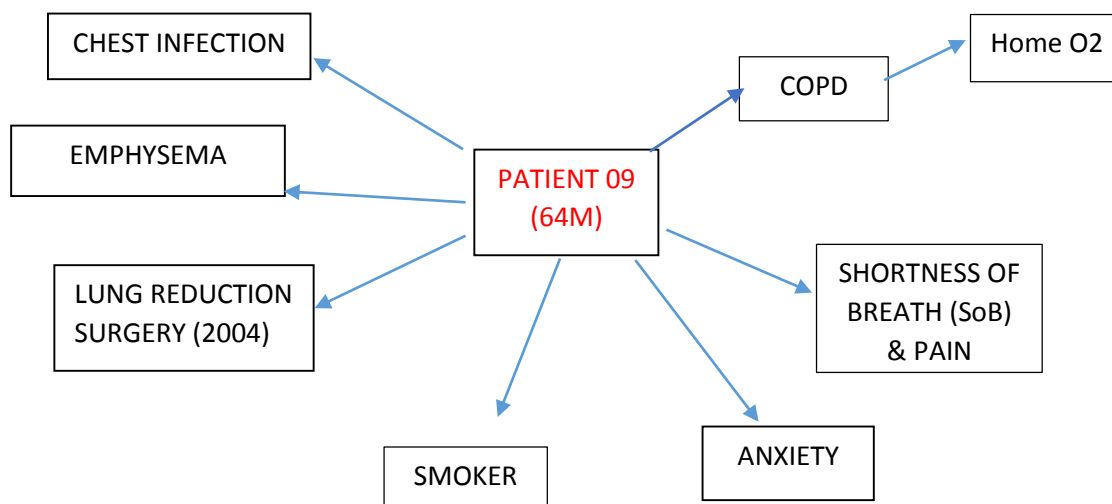 CHEST INFECTION
Home O2
COPD
EMPHYSEMA
PATIENT 09
(64M)
LUNG REDUCTION
SURGERY (2004)
SHORTNESS OF
BREATH (SoB)
& PAIN
SMOKER
ANXIETY